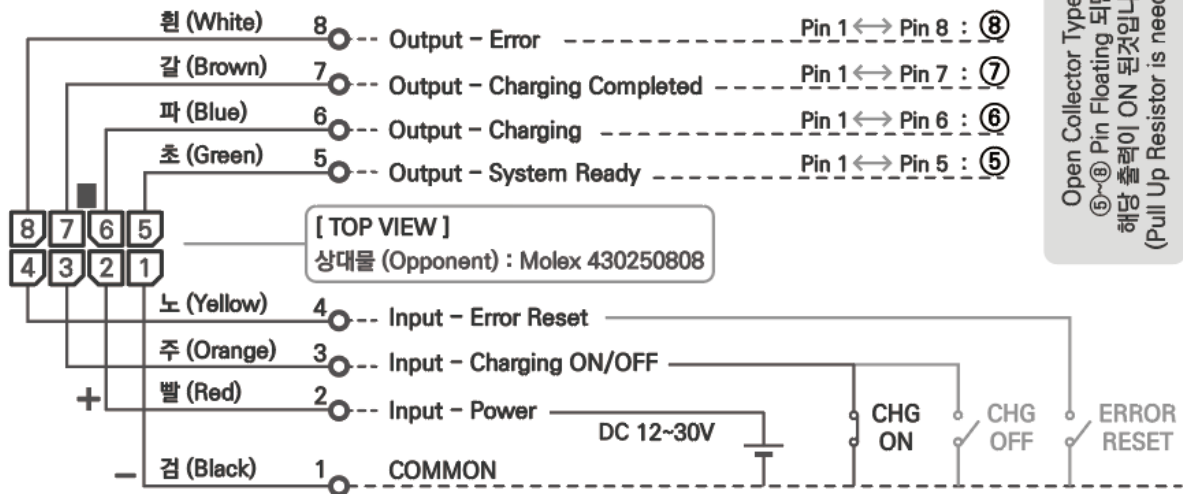 흰 (White) 8 Output - Error Pin 1 ↔ Pin 8 : ⑧
갈 (Brown) 7 Output - Charging Completed Pin 1 ↔ Pin 7 : ⑦
파 (Blue) 6 Output - Charging Pin 1 ↔ Pin 6 : ⑥
초 (Green) 5 Output - System Ready Pin 1 ↔ Pin 5 : ⑤
Open Collector Type
⑤~⑧ Pin Floating
해당 출력이 ON 된것입니
(Pull Up Resistor is need
8 7 6 5
4 3 2 1
[ TOP VIEW ]
상대물 (Opponent) : Molex 430250808
노 (Yellow) 4 Input - Error Reset
주 (Orange) 3 Input - Charging ON/OFF
+ 빨 (Red) 2 Input - Power
DC 12~30V
CHG ON
CHG OFF
ERROR RESET
- 검 (Black) 1 COMMON